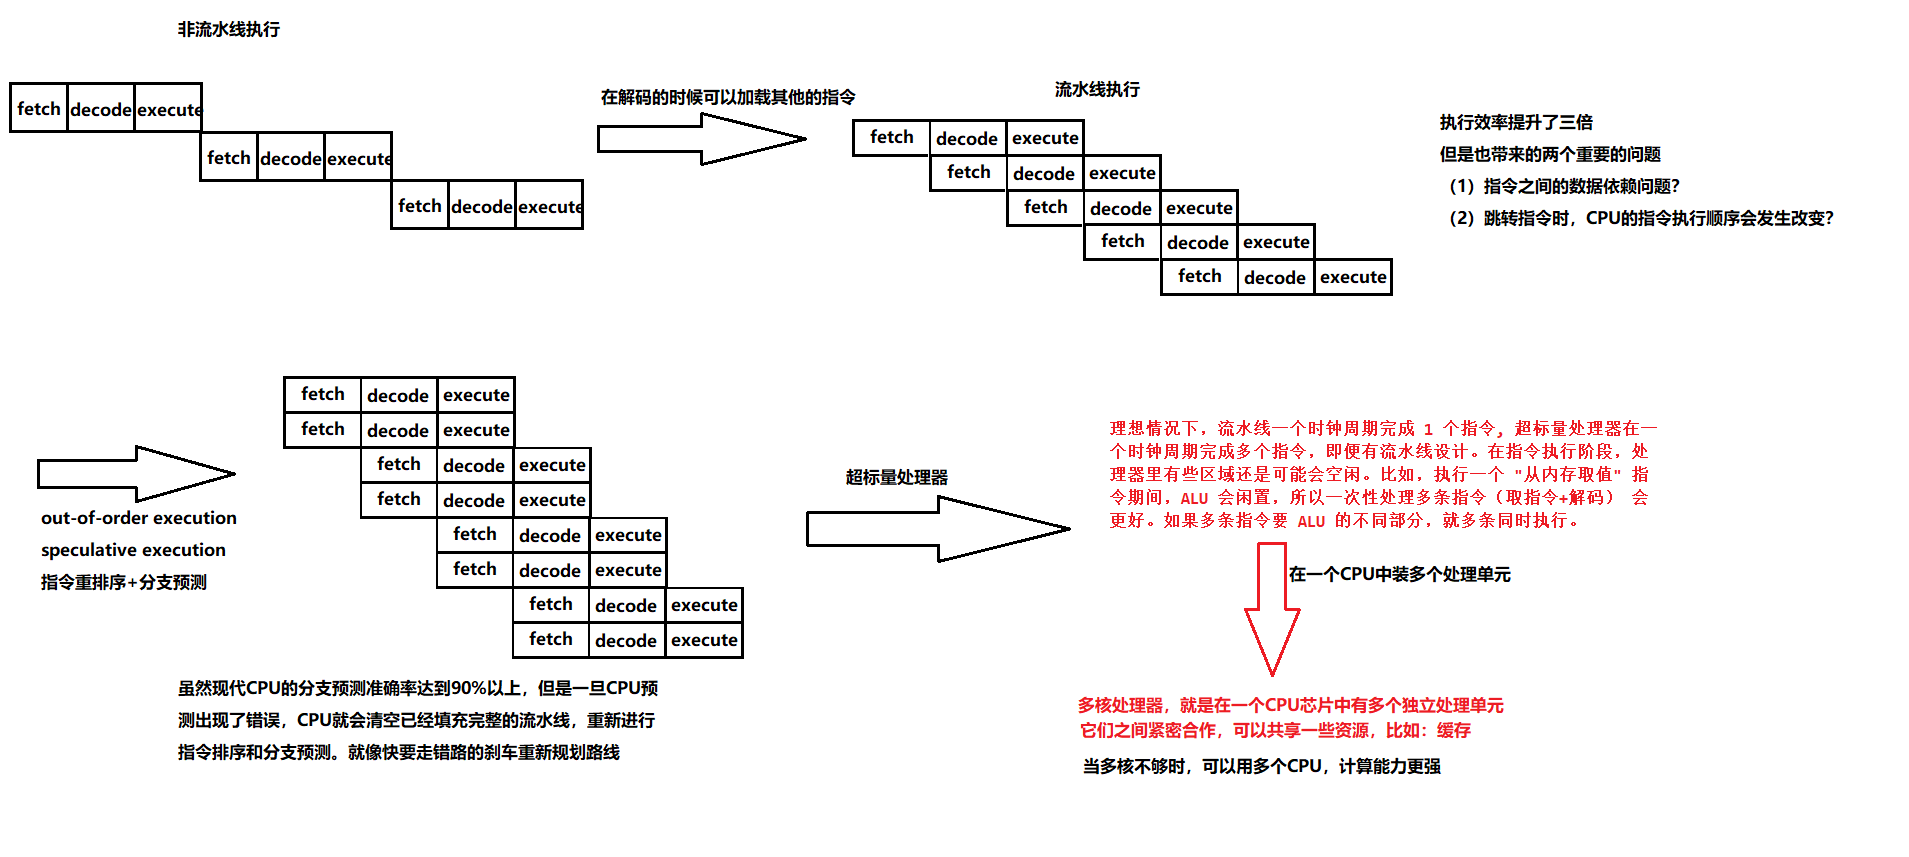 非流水线执行
fetch decode execute
fetch decode execute
fetch decode execute
在解码的时候可以加载其他的指令
流水线执行
fetch decode execute
fetch decode execute
fetch decode execute
fetch decode execute
fetch decode execute
执行效率提升了三倍
但是也带来的两个重要的问题
（1）指令之间的数据依赖问题？
（2）跳转指令时，CPU的指令执行顺序会发生改变？
out-of-order execution
speculative execution
指令重排序+分支预测
fetch decode execute
fetch decode execute
fetch decode execute
fetch decode execute
fetch decode execute
fetch decode execute
fetch decode execute
fetch decode execute
虽然现代CPU的分支预测准确率达到90%以上，但是一旦CPU预
测出现了错误，CPU就会清空已经填充完整的流水线，重新进行
指令排序和分支预测。就像快要走错路的刹车重新规划路线
超标量处理器
理想情况下，流水线一个时钟周期完成 1 个指令, 超标量处理器在一
个时钟周期完成多个指令，即便有流水线设计。在指令执行阶段，处
理器里有些区域还是可能会空闲。比如，执行一个 "从内存取值" 指
令期间，ALU 会闲置，所以一次性处理多条指令（取指令+解码） 会
更好。如果多条指令要 ALU 的不同部分，就多条同时执行。
在一个CPU中装多个处理单元
多核处理器，就是在一个CPU芯片中有多个独立处理单元
它们之间紧密合作，可以共享一些资源，比如：缓存
当多核不够时，可以用多个CPU，计算能力更强